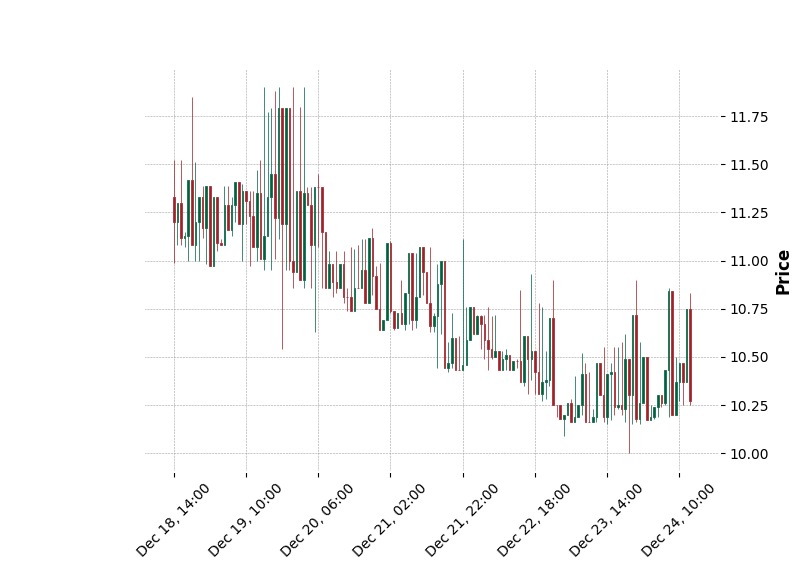 11.75
11.50
11.25
11.00
10.75
10.50
10.25
10.00
Price
Dec 18, 14:00
Dec 19, 10:00
Dec 20, 06:00
Dec 21, 02:00
Dec 21, 22:00
Dec 22, 18:00
Dec 23, 14:00
Dec 24, 10:00